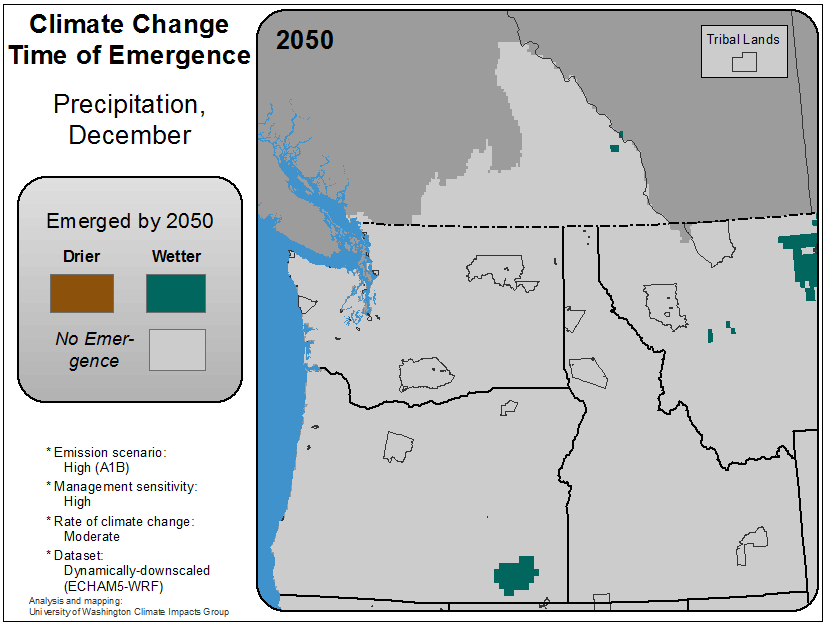 Climate Change
Time of Emergence
Precipitation,
December
Emerged by 2050
Drier
Wetter
No Emer-
gence
* Emission scenario:
High (A1B)
* Management sensitivity:
High
* Rate of climate change:
Moderate
* Dataset:
Dynamically-downscaled
(ECHAM5-WRF)
Analysis and mapping:
University of Washington Climate Impacts Group
2050
Tribal Lands